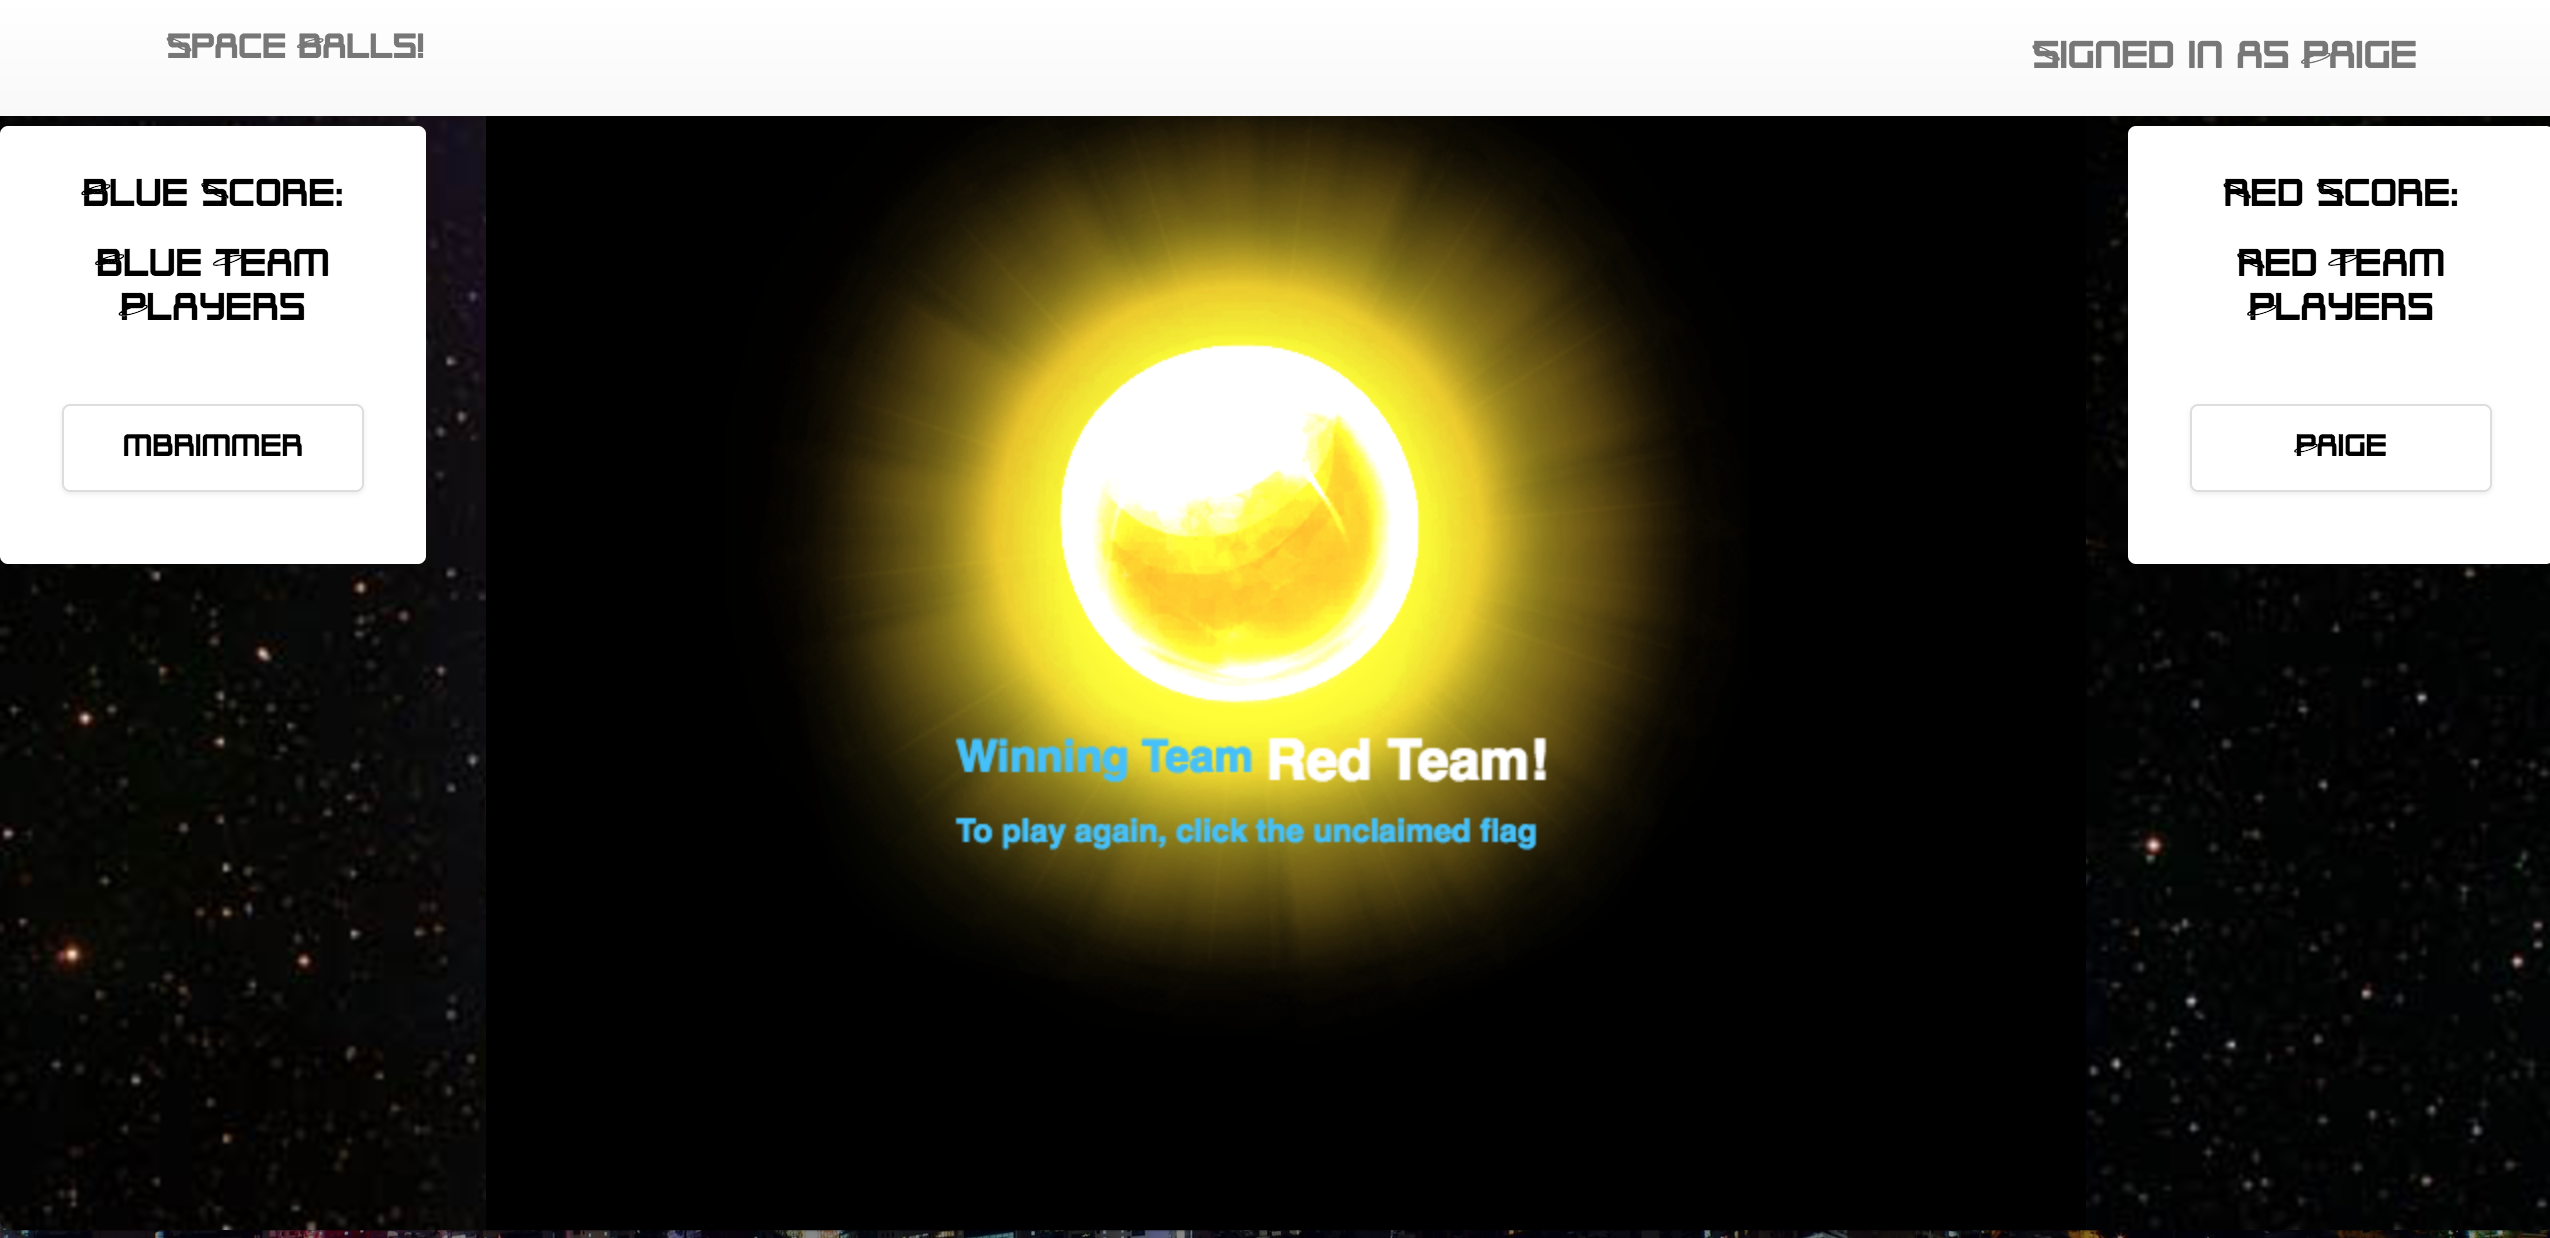 Space Balls!
Signed in as Paige
Blue Score:
Blue Team
Players
mbrimmer
Winning Team Red Team!
To play again, click the unclaimed flag
Red Score:
Red Team
Players
Paige